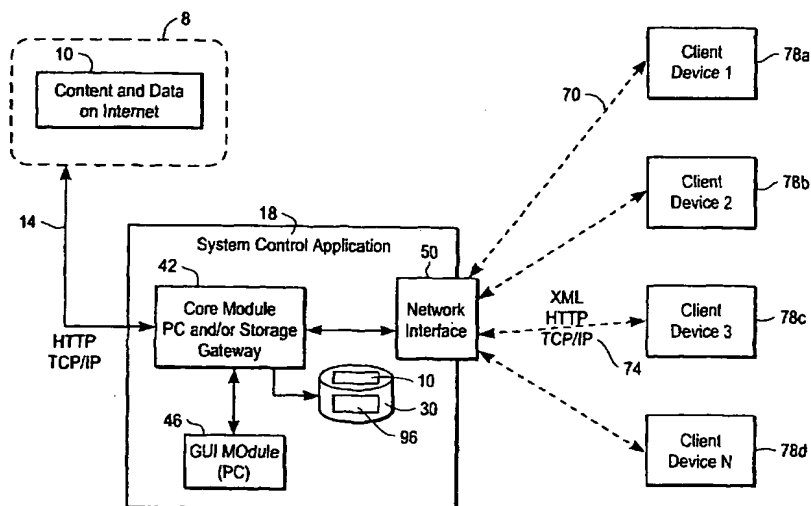 8
10
Content and Data
on Internet
14
HTTP
TCP/IP
18
System Control Application
42
Core Module
PC and/or Storage
Gateway
50
Network
Interface
10
30
96
46
GUI MOdule
(PC)
70
XML
HTTP
TCP/IP
74
Client
Device 1
78a
Client
Device 2
78b
Client
Device 3
78c
Client
Device N
78d